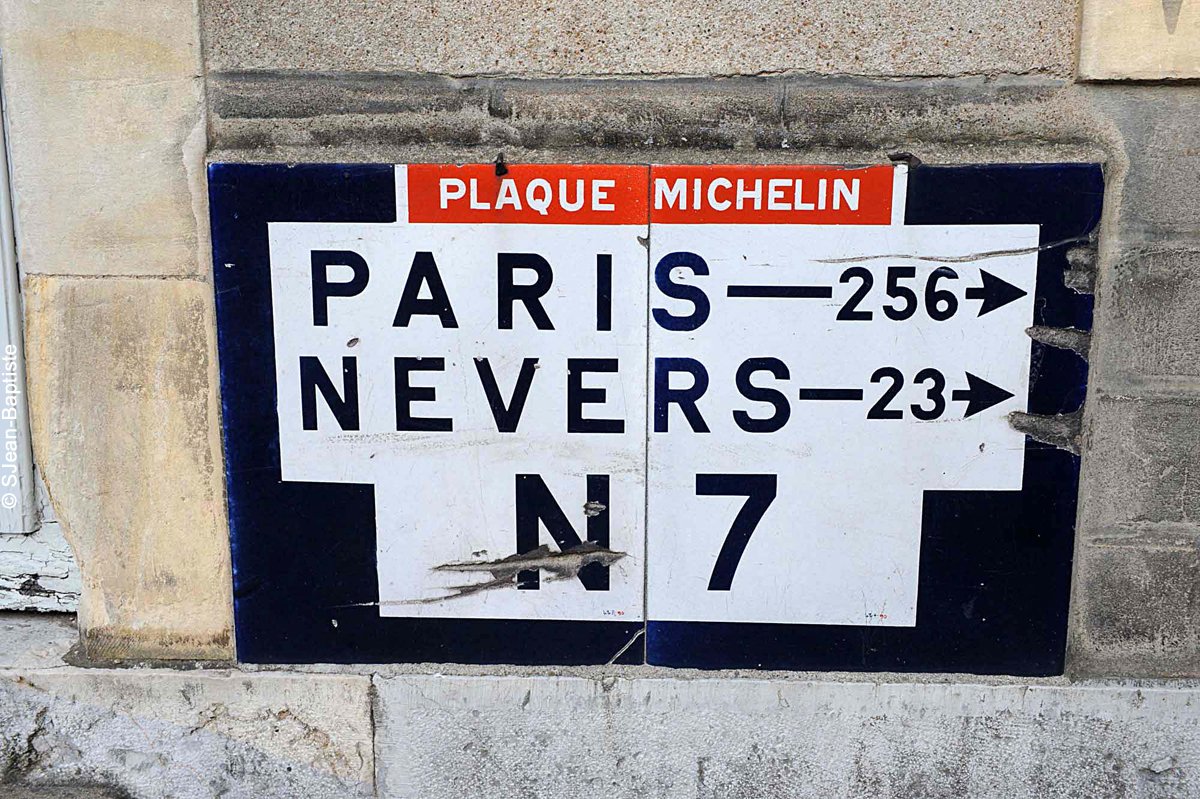 PLAQUE MICHELIN
PARIS 256
NEVERS 23
N 7
© SJean-Baptiste